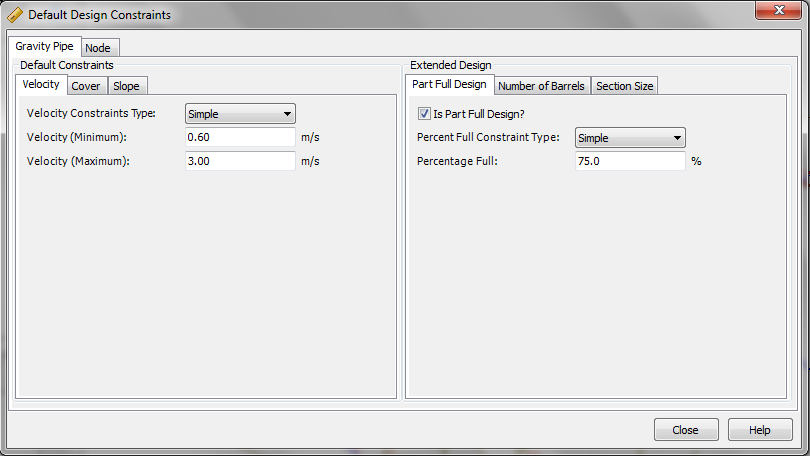 Default Design Constraints
Gravity Pipe Node
Default Constraints
Velocity Cover Slope
Velocity Constraints Type: Simple
Velocity (Minimum): 0.60 m/s
Velocity (Maximum): 3.00 m/s
Extended Design
Part Full Design Number of Barrels Section Size
Is Part Full Design?
Percent Full Constraint Type: Simple
Percentage Full: 75.0 %
Close Help